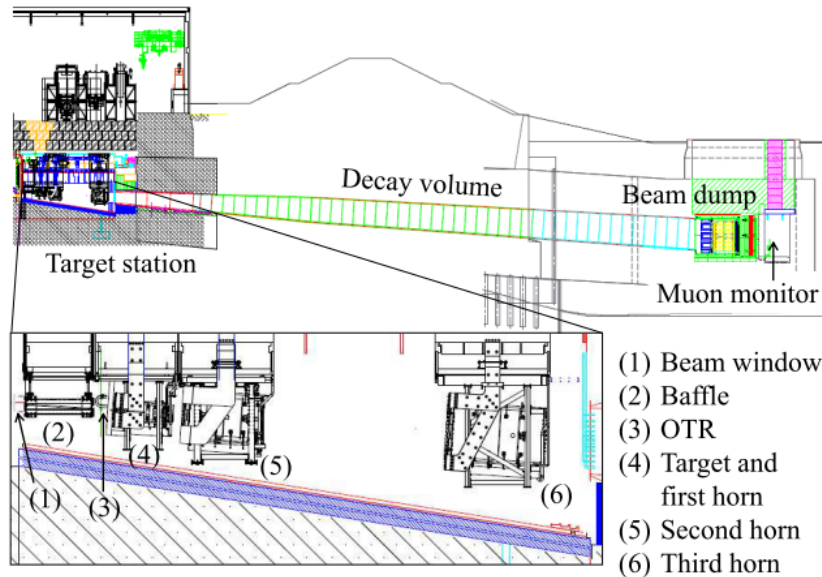 Decay volume
Beam dump
Target station
Muon monitor
(1) Beam window
(2) Baffle
(3) OTR
(4) Target and
first horn
(5) Second horn
(6) Third horn
(2)
(4)
(5)
(6)
(1)
(3)